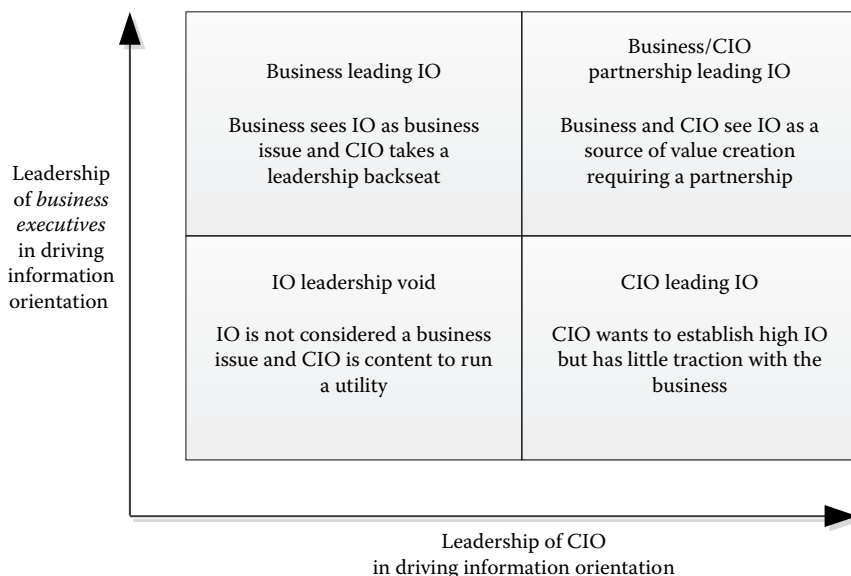 Business leading IO
Business sees IO as business
issue and CIO takes a
leadership backseat
Business/CIO
partnership leading IO
Business and CIO see IO as a
source of value creation
requiring a partnership
Leadership
of business
executives
in driving
information
orientation
IO leadership void
IO is not considered a business
issue and CIO is content to run
a utility
CIO leading IO
CIO wants to establish high IO
but has little traction with the
business
Leadership of CIO
in driving information orientation